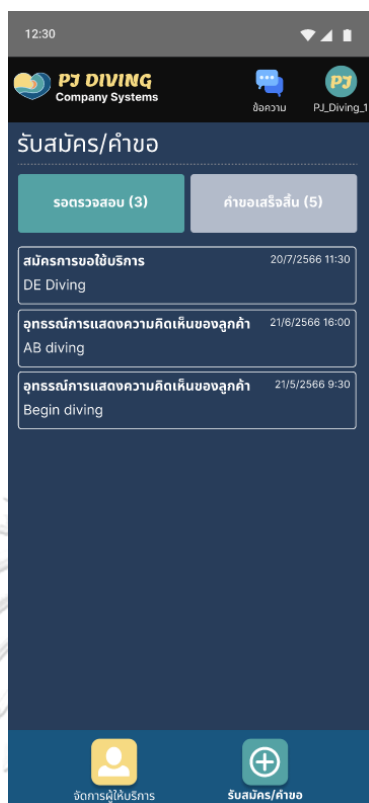 12:30
PJ DIVING
Company Systems
ข้อความ
PJ
PJ_Diving_1
รับสมัคร/คำขอ
รอตรวจสอบ (3)
คำขอเสร็จสิ้น (5)
สมัครการขอใช้บริการ 20/7/2566 11:30
DE Diving
อุทธรณ์การแสดงความคิดเห็นของลูกค้า 21/6/2566 16:00
AB diving
อุทธรณ์การแสดงความคิดเห็นของลูกค้า 21/5/2566 9:30
Begin diving
จัดการผู้ให้บริการ
รับสมัคร/คำขอ